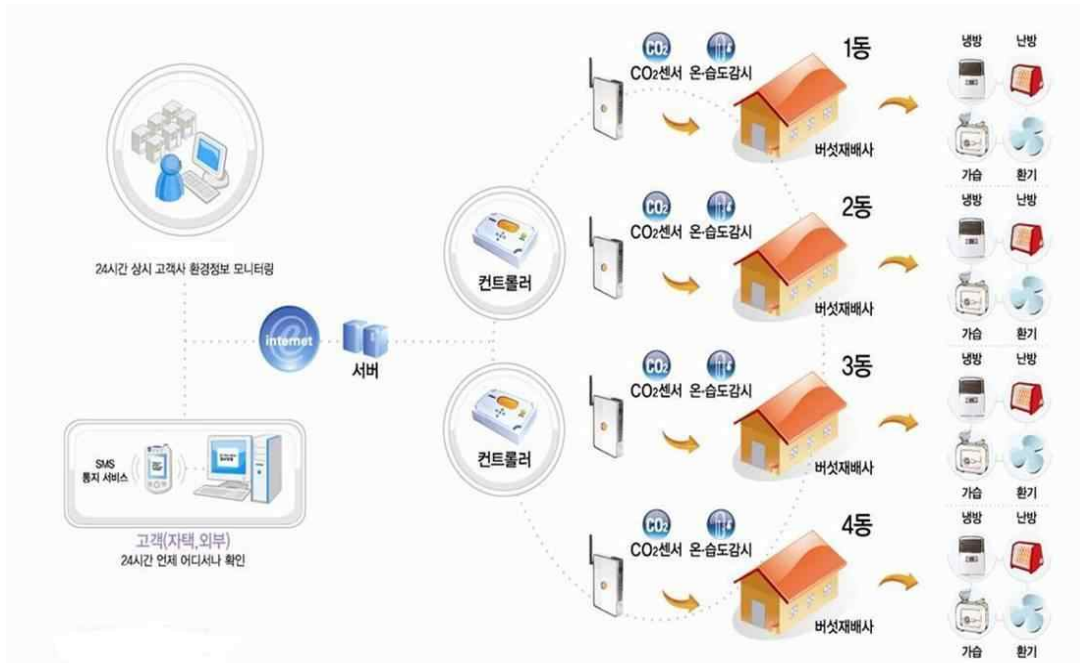 24시간 상시 고객사 환경정보 모니터링
internet
서버
SMS
통지 서비스
고객(자택,외부)
24시간 언제 어디서나 확인
컨트롤러
컨트롤러
CO2
CO2센서 온·습도감시
1동
버섯재배사
냉방 난방
가습 환기
CO2
CO2센서 온·습도감시
2동
버섯재배사
냉방 난방
가습 환기
CO2
CO2센서 온·습도감시
3동
버섯재배사
냉방 난방
가습 환기
CO2
CO2센서 온·습도감시
4동
버섯재배사
냉방 난방
가습 환기